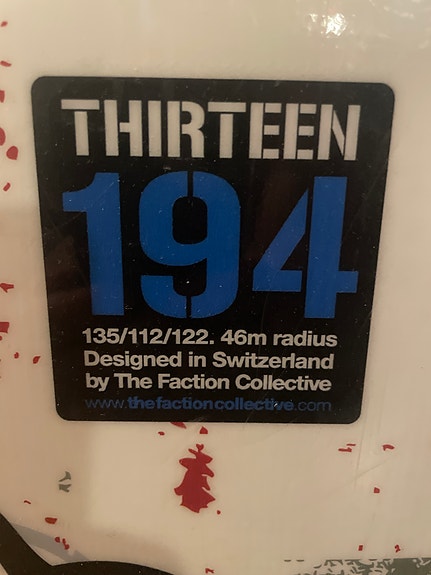 THIRTEEN
194
135/112/122. 46m radius
Designed in Switzerland
by The Faction Collective
www.thefactioncollective.com